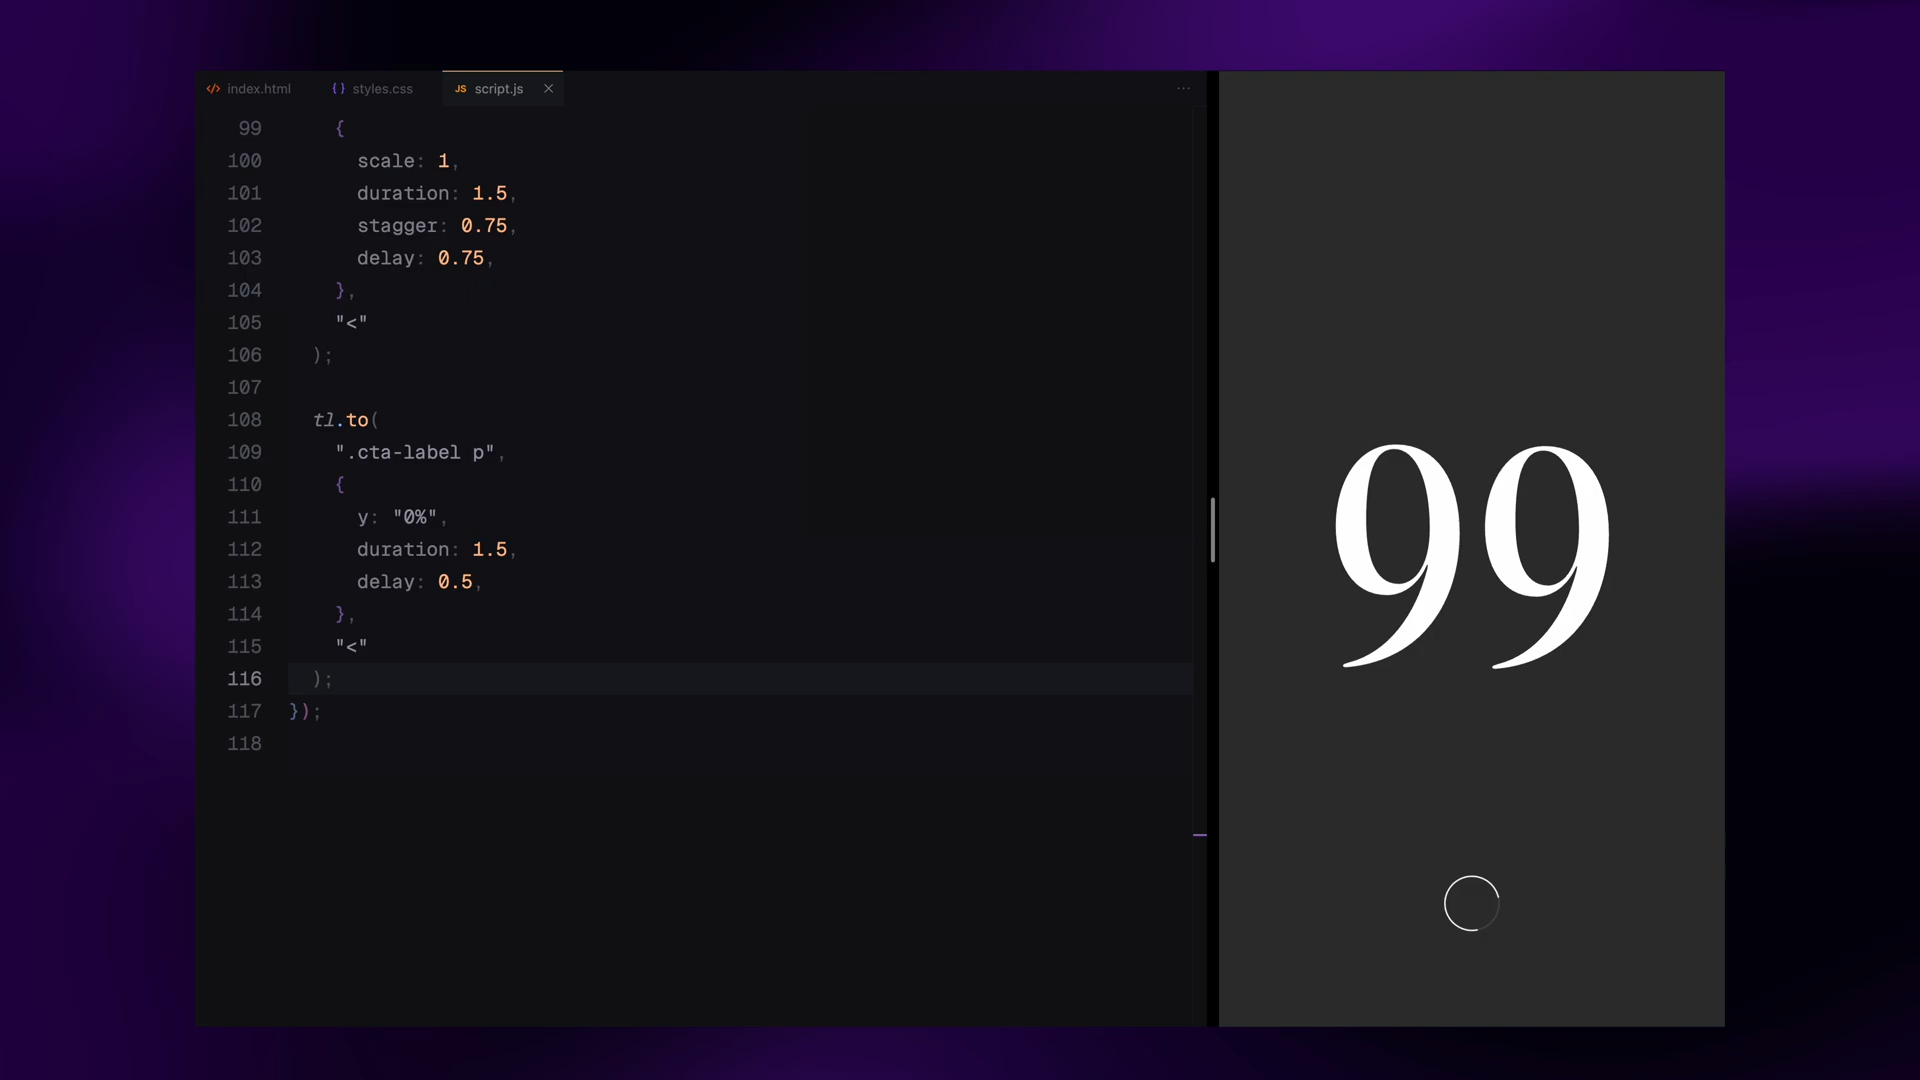 index.html
styles.css
JS script.js
99 {
100 scale: 1,
101 duration: 1.5,
102 stagger: 0.75,
103 delay: 0.75,
104 },
105 "<"
106 );
107
108 tl.to(
109 ".cta-label p",
110 {
111 y: "0%",
112 duration: 1.5,
113 delay: 0.5,
114 },
115 "<"
116 );
117 });
118
99